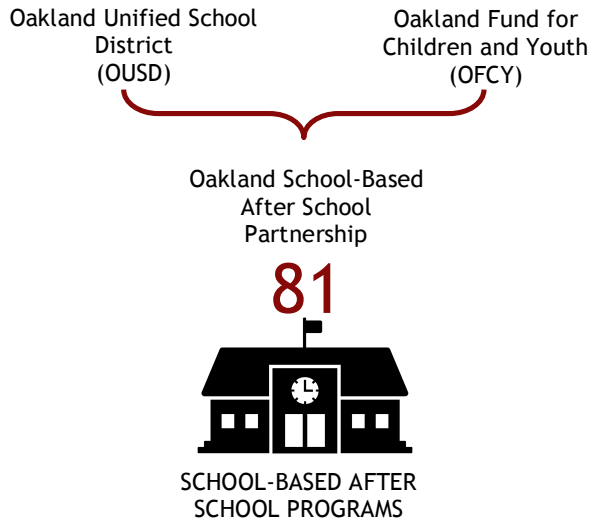 Oakland Unified School
District
(OUSD)
Oakland Fund for
Children and Youth
(OFCY)
Oakland School-Based
After School
Partnership
81
SCHOOL-BASED AFTER
SCHOOL PROGRAMS